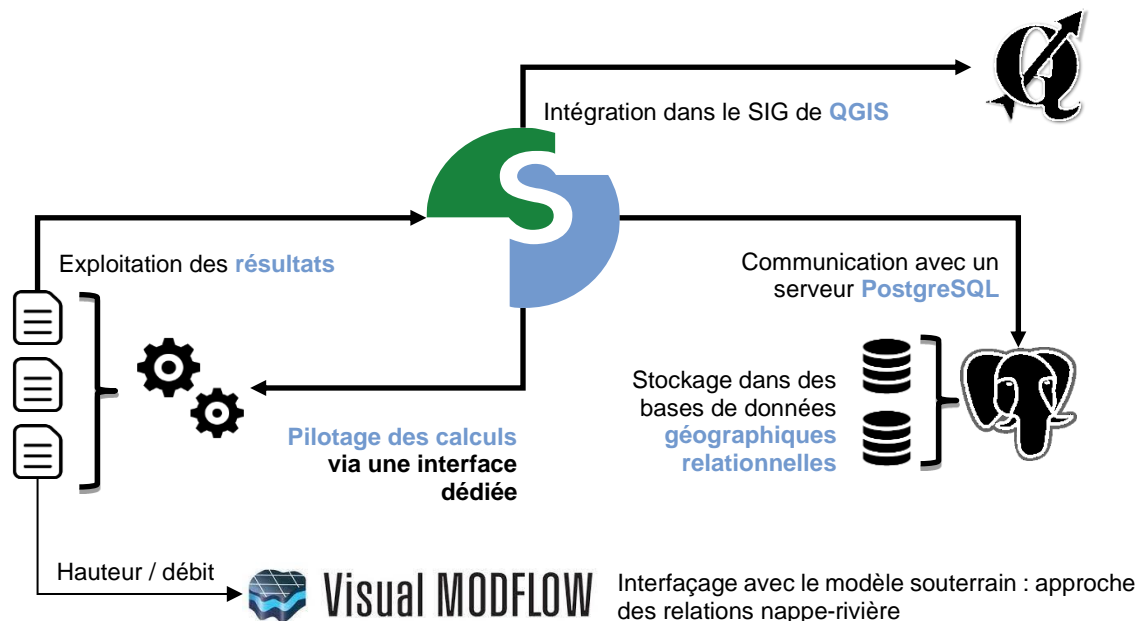 Intégration dans le SIG de QGIS
S
Exploitation des résultats
Communication avec un
serveur PostgreSQL
Stockage dans des
bases de données
géographiques
relationnelles
Pilotage des calculs
via une interface
dédiée
Hauteur / débit
Visual MODFLOW
Interfaçage avec le modèle souterrain : approche
des relations nappe-rivière